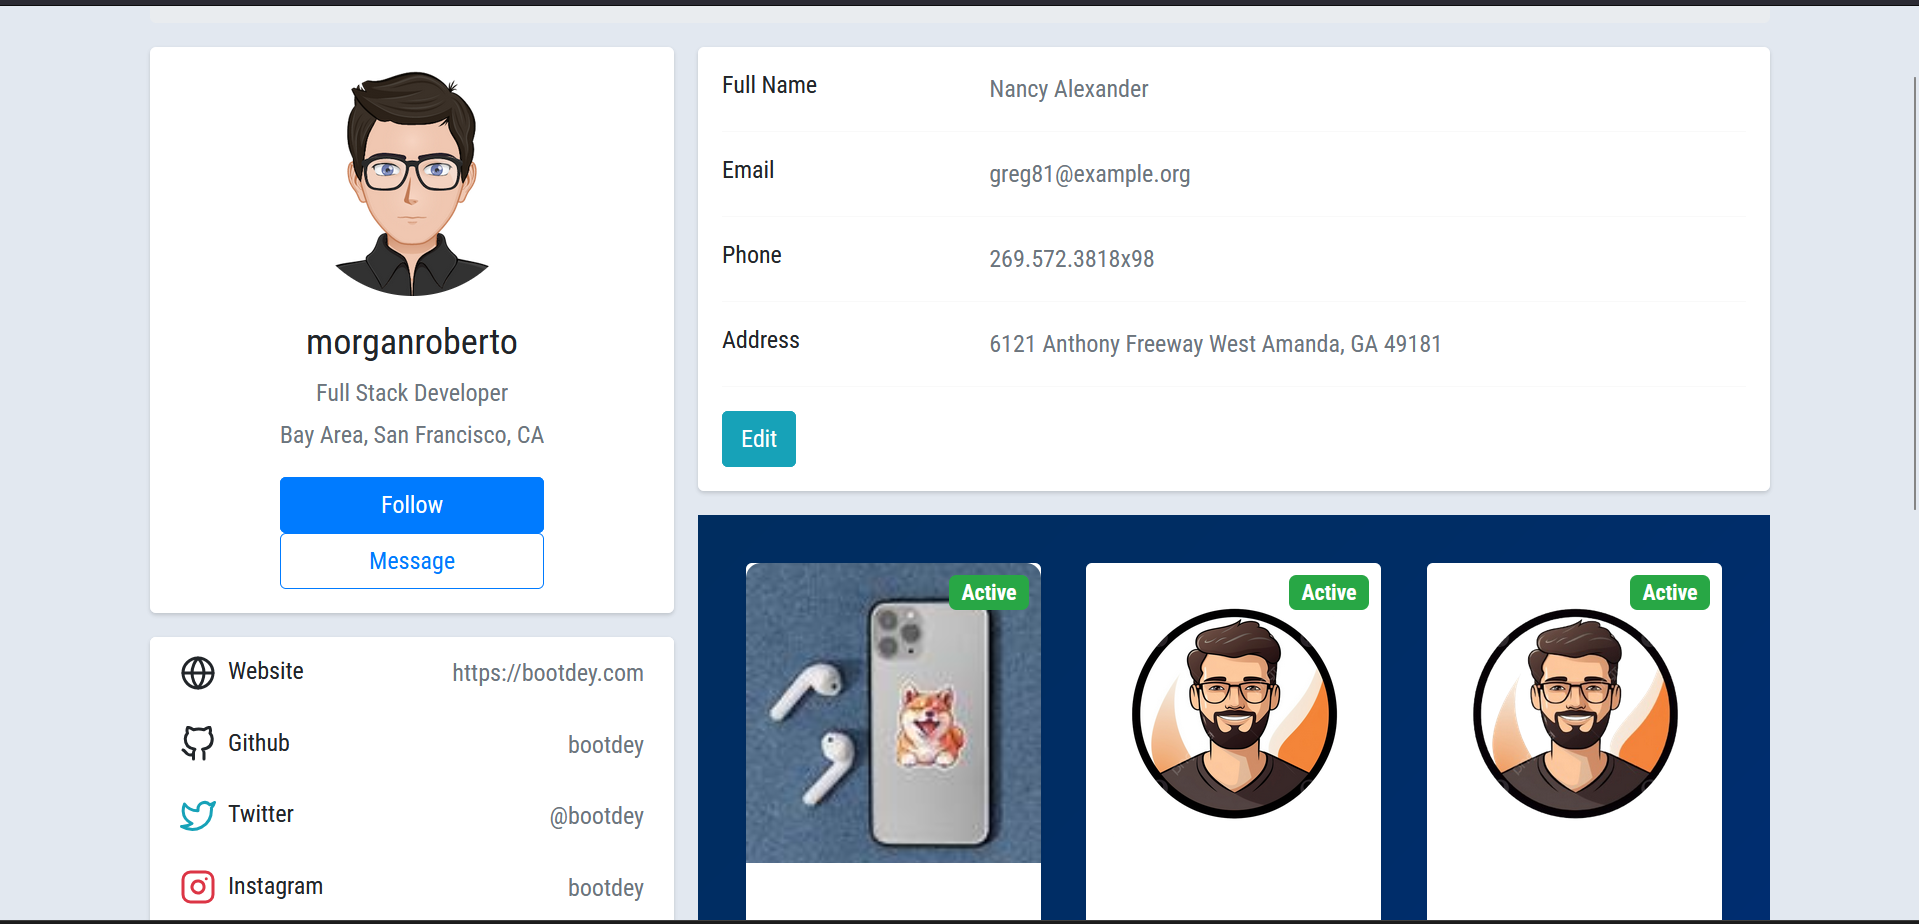 morganroberto
Full Stack Developer
Bay Area, San Francisco, CA
Follow
Message
Website https://bootdey.com
Github bootdey
Twitter @bootdey
Instagram bootdey
Full Name Nancy Alexander
Email greg81@example.org
Phone 269.572.3818x98
Address 6121 Anthony Freeway West Amanda, GA 49181
Edit
Active
Active
Active